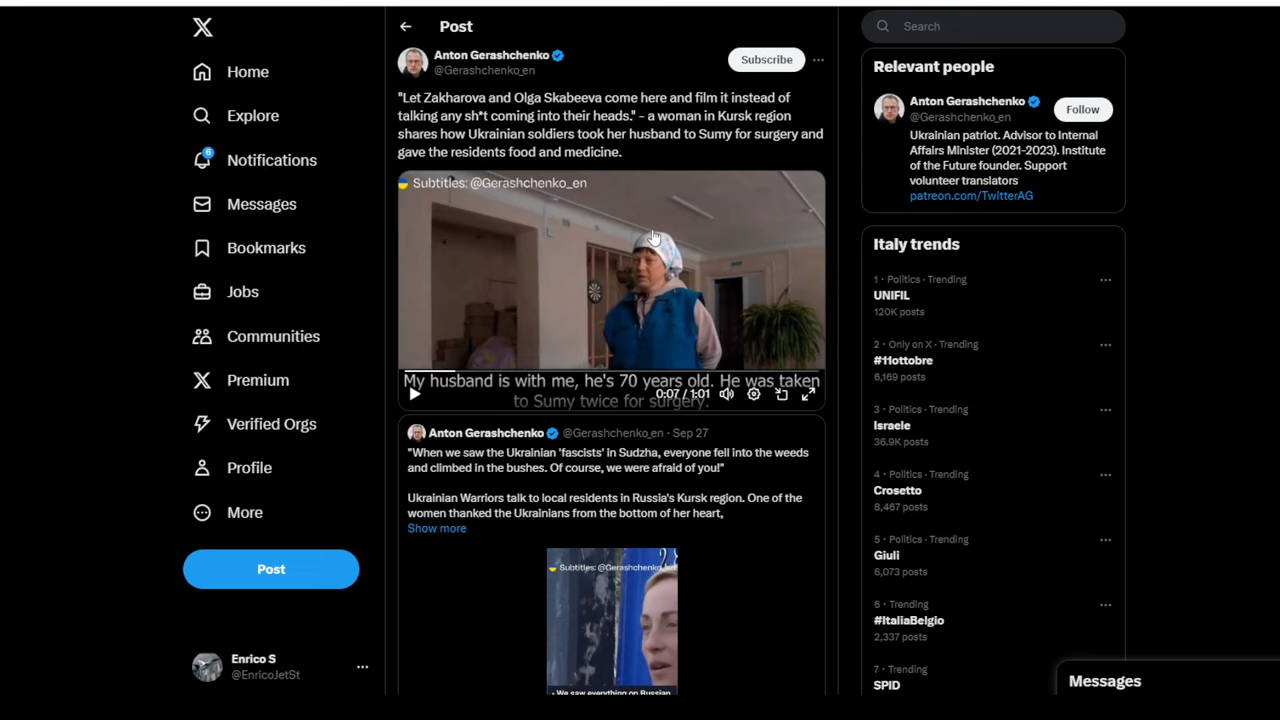 Home
Explore
6
Notifications
Messages
Bookmarks
Jobs
Communities
Premium
Verified Orgs
Profile
More
Post
Enrico S
@EnricoJetSt
Post
Anton Gerashchenko
@Gerashchenko_en
Subscribe
"Let Zakharova and Olga Skabeeva come here and film it instead of
talking any sh*t coming into their heads." - a woman in Kursk region
shares how Ukrainian soldiers took her husband to Sumy for surgery and
gave the residents food and medicine.
Subtitles: @Gerashchenko_en
My husband is with me, he's 70 years old. He was taken
to Sumy twice for surgery.
0:07 / 1:01
Anton Gerashchenko @Gerashchenko_en · Sep 27
"When we saw the Ukrainian 'fascists' in Sudzha, everyone fell into the weeds
and climbed in the bushes. Of course, we were afraid of you!"
Ukrainian Warriors talk to local residents in Russia's Kursk region. One of the
women thanked the Ukrainians from the bottom of her heart,
Show more
Subtitles: @Gerashchenko_en
- We saw everything on Russian
Search
Relevant people
Anton Gerashchenko
@Gerashchenko_en
Follow
Ukrainian patriot. Advisor to Internal
Affairs Minister (2021-2023). Institute
of the Future founder. Support
volunteer translators
patreon.com/TwitterAG
Italy trends
1 · Politics · Trending
UNIFIL
120K posts
2 · Only on X · Trending
#11ottobre
6,169 posts
3 · Politics · Trending
Israele
36.9K posts
4 · Politics · Trending
Crosetto
8,467 posts
5 · Politics · Trending
Giuli
6,073 posts
6 · Trending
#ItaliaBelgio
2,337 posts
7 · Trending
SPID
Messages